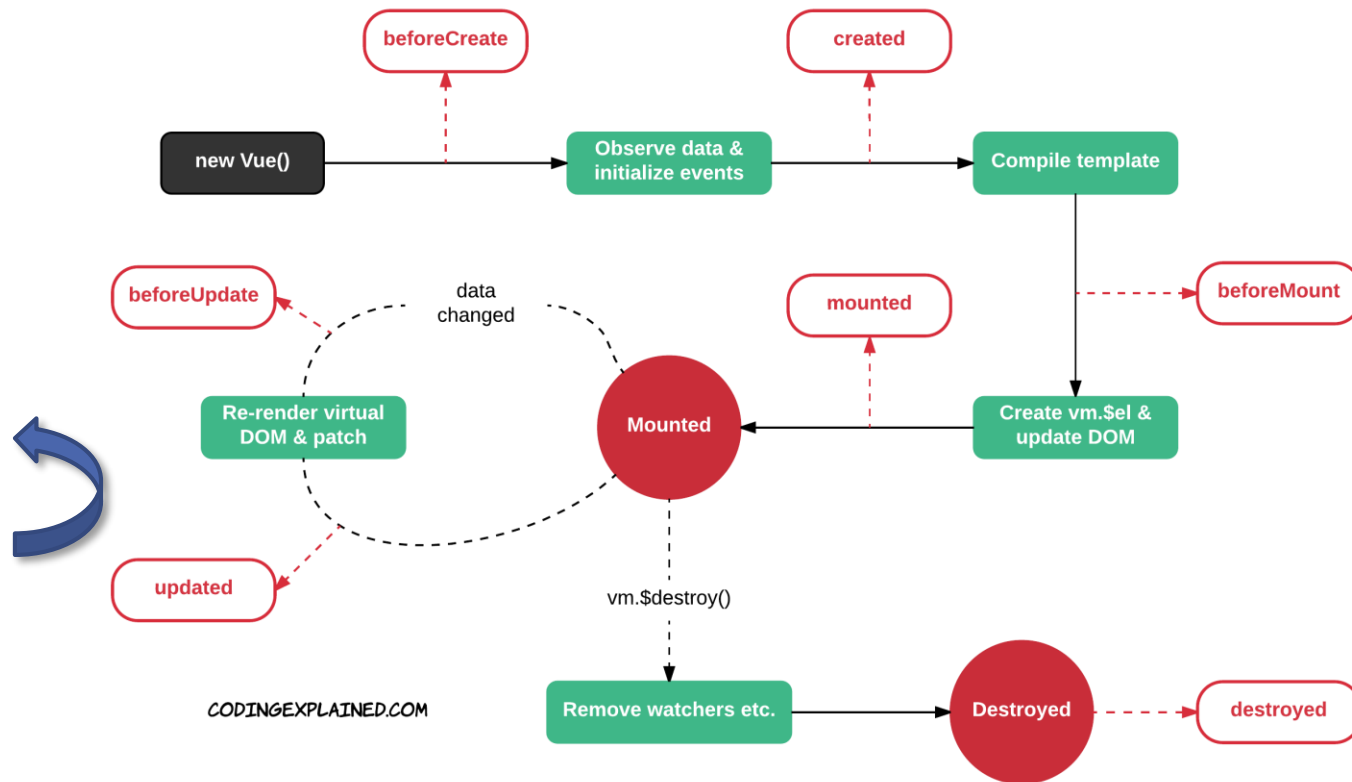 beforeCreate
created
new Vue()
Observe data &
initialize events
Compile template
beforeUpdate
data
changed
mounted
beforeMount
Re-render virtual
DOM & patch
Mounted
Create vm.$el &
update DOM
updated
vm.$destroy()
CODINGEXPLAINED.COM
Remove watchers etc.
Destroyed
destroyed